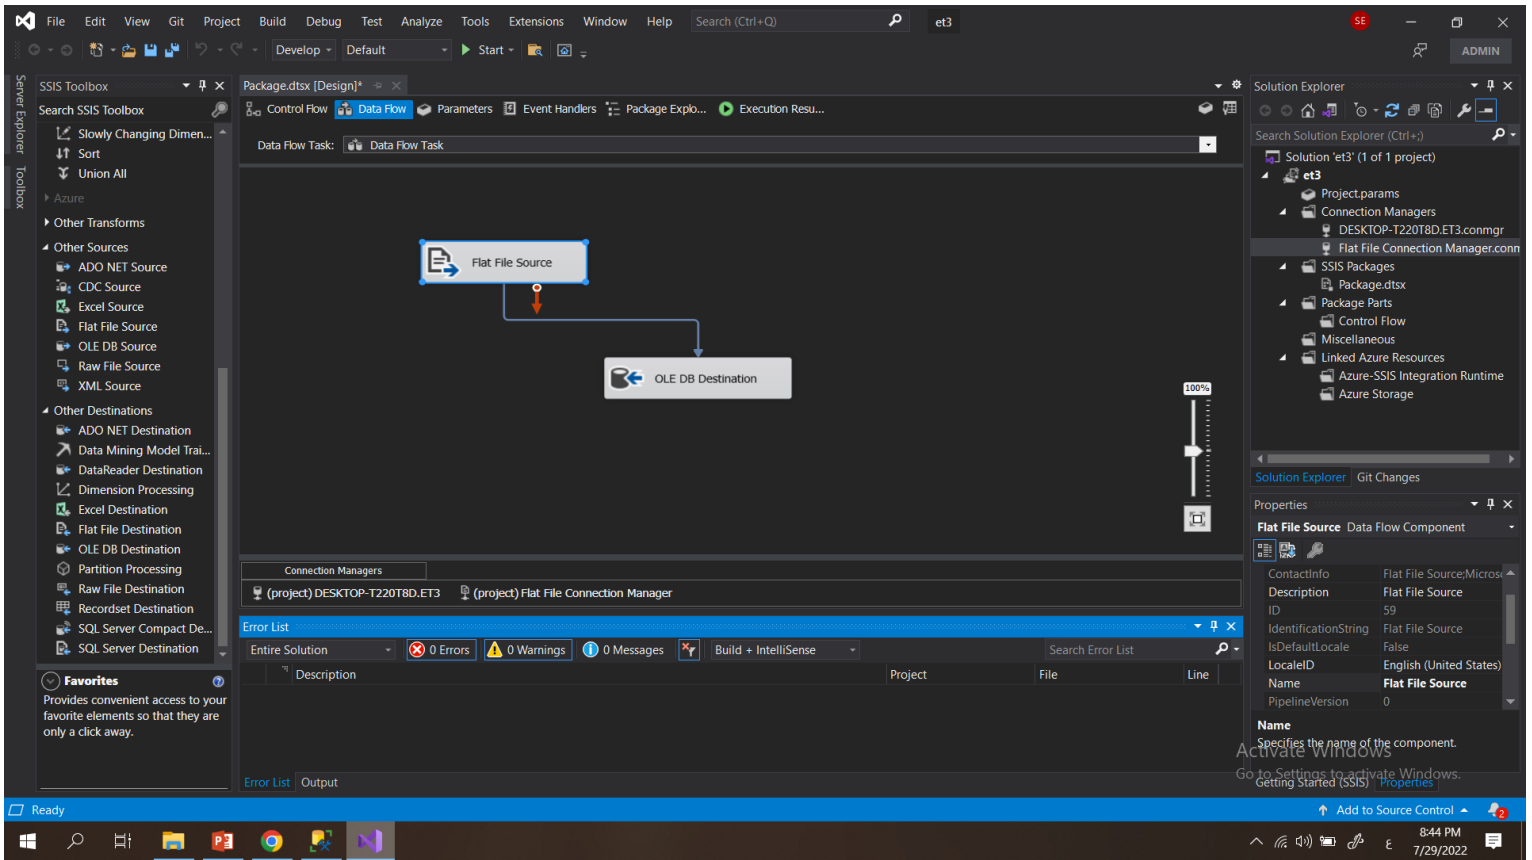 File Edit View Git Project Build Debug Test Analyze Tools Extensions Window Help Search (Ctrl+Q) et3 SE
Develop Default Start ADMIN
Server Explorer
Toolbox
SSIS Toolbox
Search SSIS Toolbox
Slowly Changing Dimen...
Sort
Union All
Azure
Other Transforms
Other Sources
ADO NET Source
CDC Source
Excel Source
Flat File Source
OLE DB Source
Raw File Source
XML Source
Other Destinations
ADO NET Destination
Data Mining Model Trai...
DataReader Destination
Dimension Processing
Excel Destination
Flat File Destination
OLE DB Destination
Partition Processing
Raw File Destination
Recordset Destination
SQL Server Compact De...
SQL Server Destination
Favorites
Provides convenient access to your
favorite elements so that they are
only a click away.
Package.dtsx [Design]*
Control Flow Data Flow Parameters Event Handlers Package Explo... Execution Resu...
Data Flow Task: Data Flow Task
Flat File Source
OLE DB Destination
100%
Connection Managers
(project) DESKTOP-T220T8D.ET3 (project) Flat File Connection Manager
Error List
Entire Solution 0 Errors 0 Warnings 0 Messages Build + IntelliSense Search Error List
Description Project File Line
Error List Output
Solution Explorer
Search Solution Explorer (Ctrl+;)
Solution 'et3' (1 of 1 project)
et3
Project.params
Connection Managers
DESKTOP-T220T8D.ET3.conmgr
Flat File Connection Manager.conm
SSIS Packages
Package.dtsx
Package Parts
Control Flow
Miscellaneous
Linked Azure Resources
Azure-SSIS Integration Runtime
Azure Storage
Solution Explorer Git Changes
Properties
Flat File Source Data Flow Component
ContactInfo Flat File Source;Micros
Description Flat File Source
ID 59
IdentificationString Flat File Source
IsDefaultLocale False
LocaleID English (United States)
Name Flat File Source
PipelineVersion 0
Name
Specifies the name of the component.
Activate Windows
Go to Settings to activate Windows.
Getting Started (SSIS) Properties
Ready Add to Source Control 2
ع 8:44 PM
7/29/2022